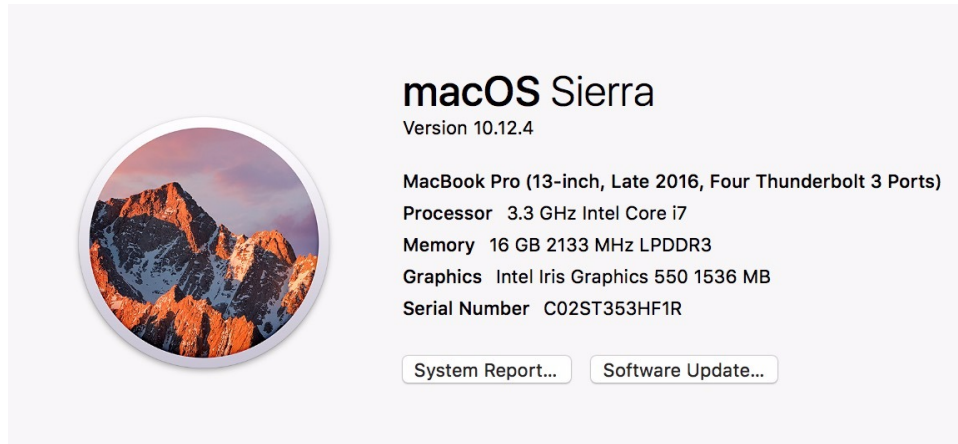 macOS Sierra
Version 10.12.4
MacBook Pro (13-inch, Late 2016, Four Thunderbolt 3 Ports)
Processor 3.3 GHz Intel Core i7
Memory 16 GB 2133 MHz LPDDR3
Graphics Intel Iris Graphics 550 1536 MB
Serial Number C02ST353HF1R
System Report... Software Update...